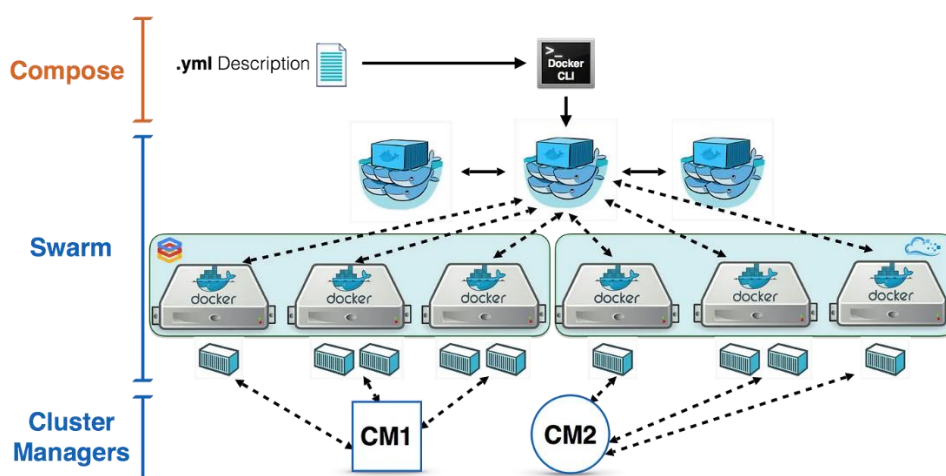 Compose
.yml Description
>_
Docker
CLI
Swarm
docker
docker
docker
docker
docker
docker
Cluster
Managers
CM1
CM2